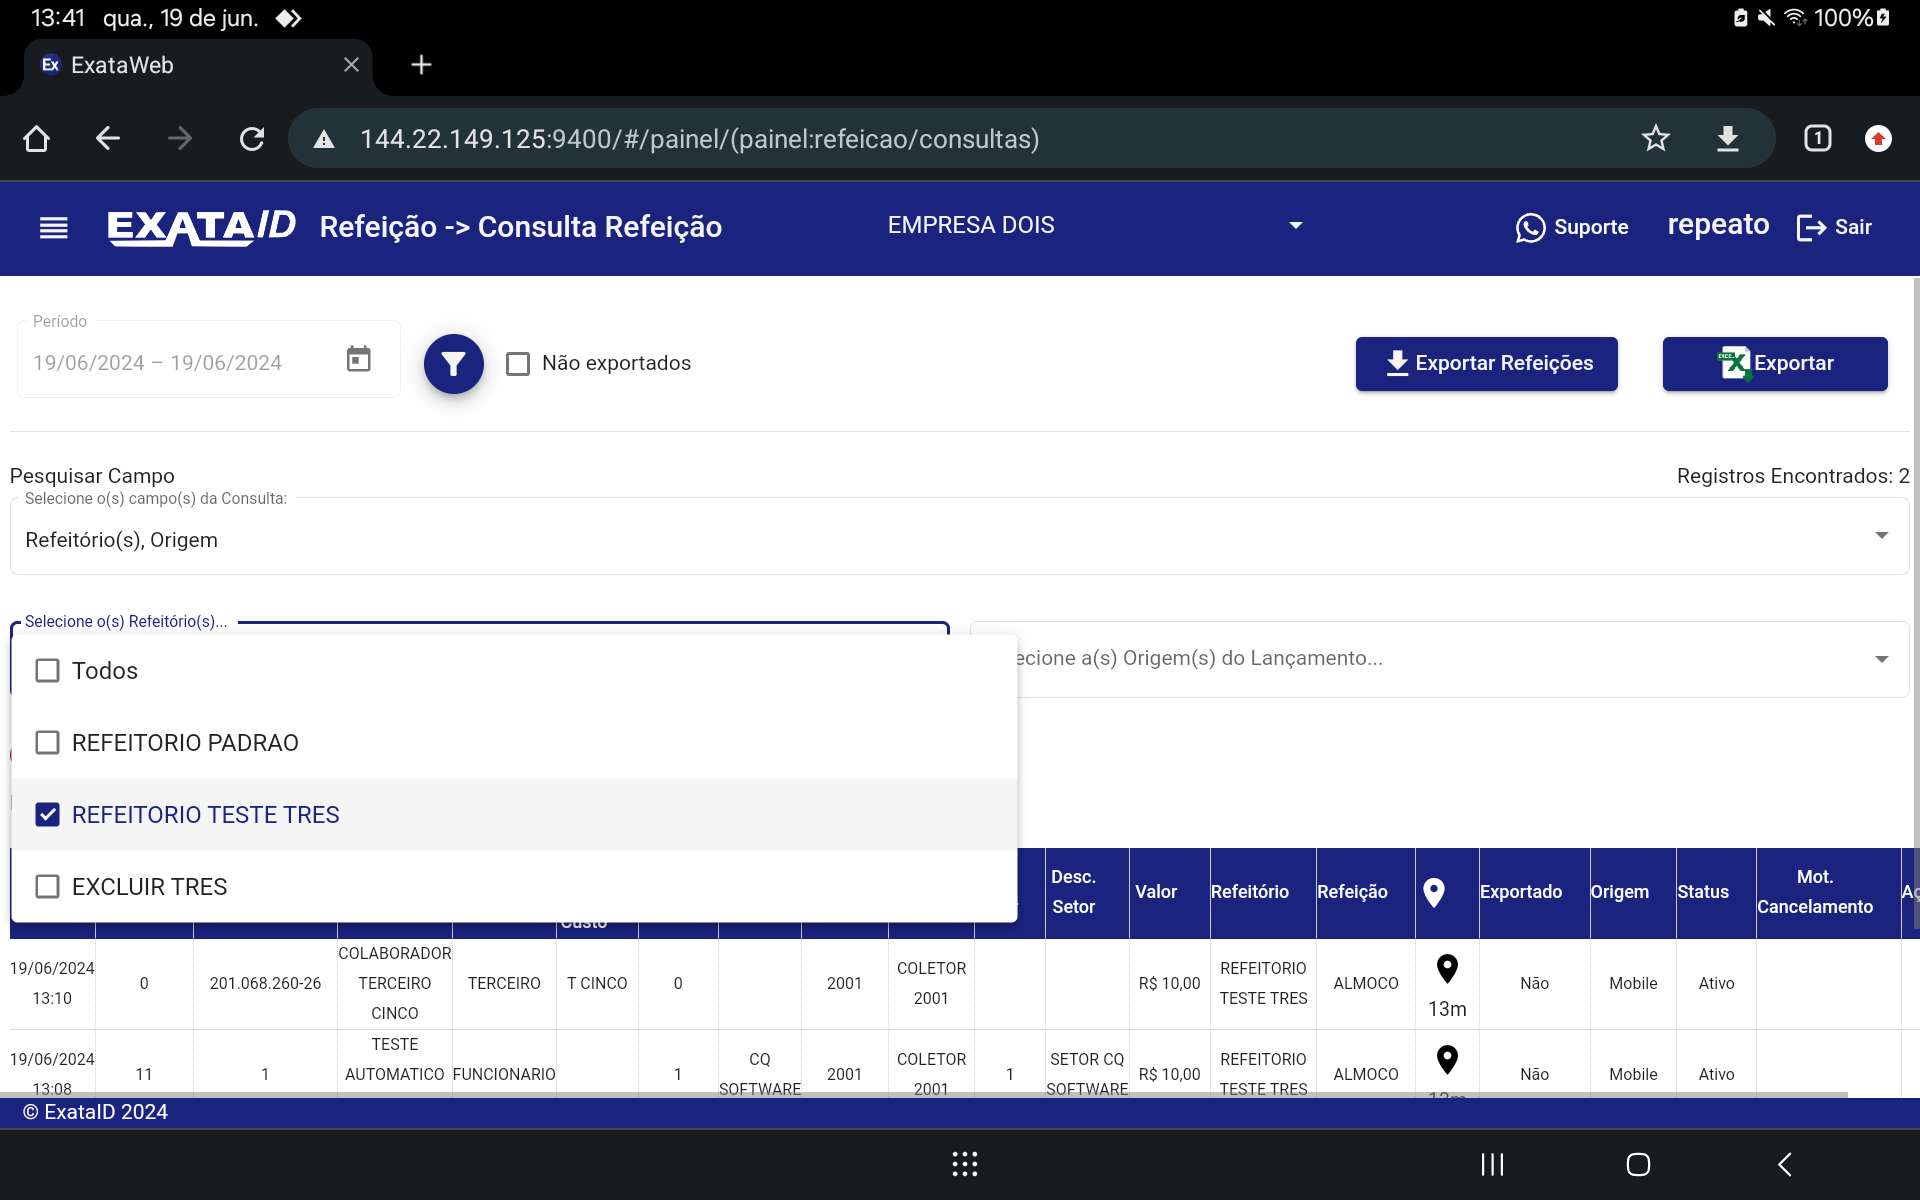 13:41 qua., 19 de jun.
100%
Ex ExataWeb
144.22.149.125:9400/#/painel/(painel:refeicao/consultas)
1
EXATAID Refeição -> Consulta Refeição EMPRESA DOIS Suporte repeato Sair
Período
19/06/2024 – 19/06/2024
Não exportados
Exportar Refeições
Exportar
Pesquisar Campo
Registros Encontrados: 2
Selecione o(s) campo(s) da Consulta:
Refeitório(s), Origem
Selecione o(s) Refeitório(s)...
ecione a(s) Origem(s) do Lançamento...
Todos
REFEITORIO PADRAO
REFEITORIO TESTE TRES
EXCLUIR TRES
Custo
Desc. Setor Valor Refeitório Refeição Exportado Origem Status Mot. Cancelamento
19/06/2024 13:10 0 201.068.260-26 COLABORADOR TERCEIRO CINCO TERCEIRO T CINCO 0 2001 COLETOR 2001 R$ 10,00 REFEITORIO TESTE TRES ALMOCO 13m Não Mobile Ativo
19/06/2024 13:08 11 1 TESTE AUTOMATICO FUNCIONARIO 1 CQ SOFTWARE 2001 COLETOR 2001 1 SETOR CQ SOFTWARE R$ 10,00 REFEITORIO TESTE TRES ALMOCO Não Mobile Ativo
© ExataID 2024